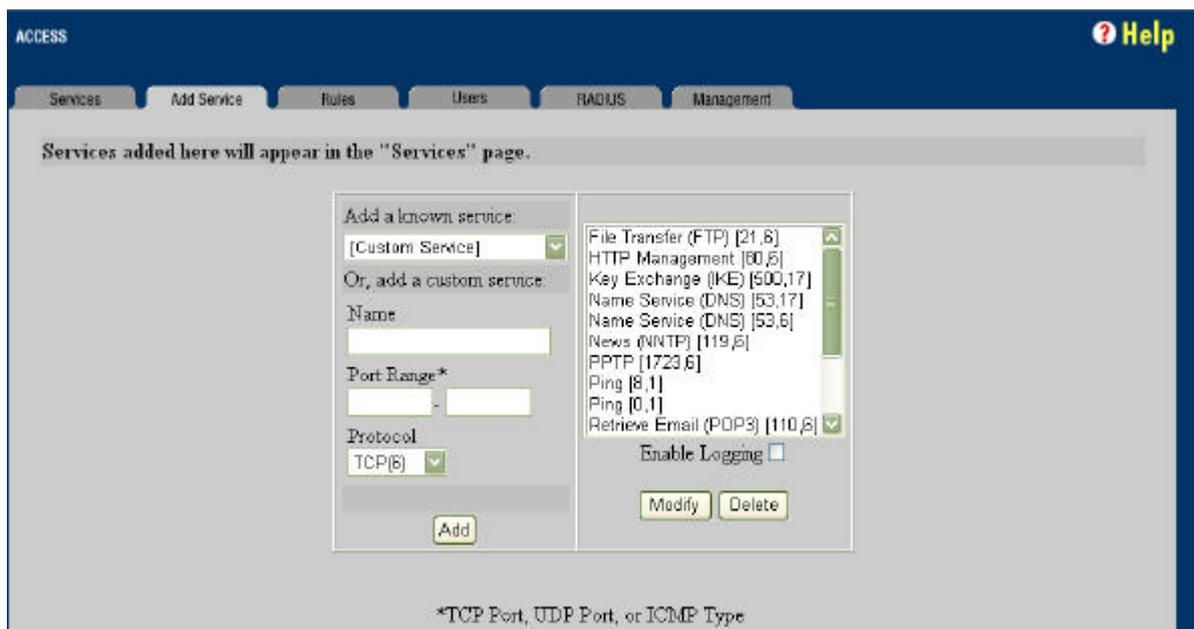 ACCESS
? Help
Services Add Service Rules Users RADIUS Management
Services added here will appear in the "Services" page.
Add a known service:
[Custom Service]
Or, add a custom service:
Name
Port Range*
-
Protocol
TCP(6)
Add
File Transfer (FTP) [21,6]
HTTP Management [80,6]
Key Exchange (IKE) [500,17]
Name Service (DNS) [53,17]
Name Service (DNS) [53,6]
News (NNTP) [119,6]
PPTP [1723,6]
Ping [8,1]
Ping [0,1]
Retrieve Email (POP3) [110,6]
Enable Logging
Modify Delete
*TCP Port, UDP Port, or ICMP Type